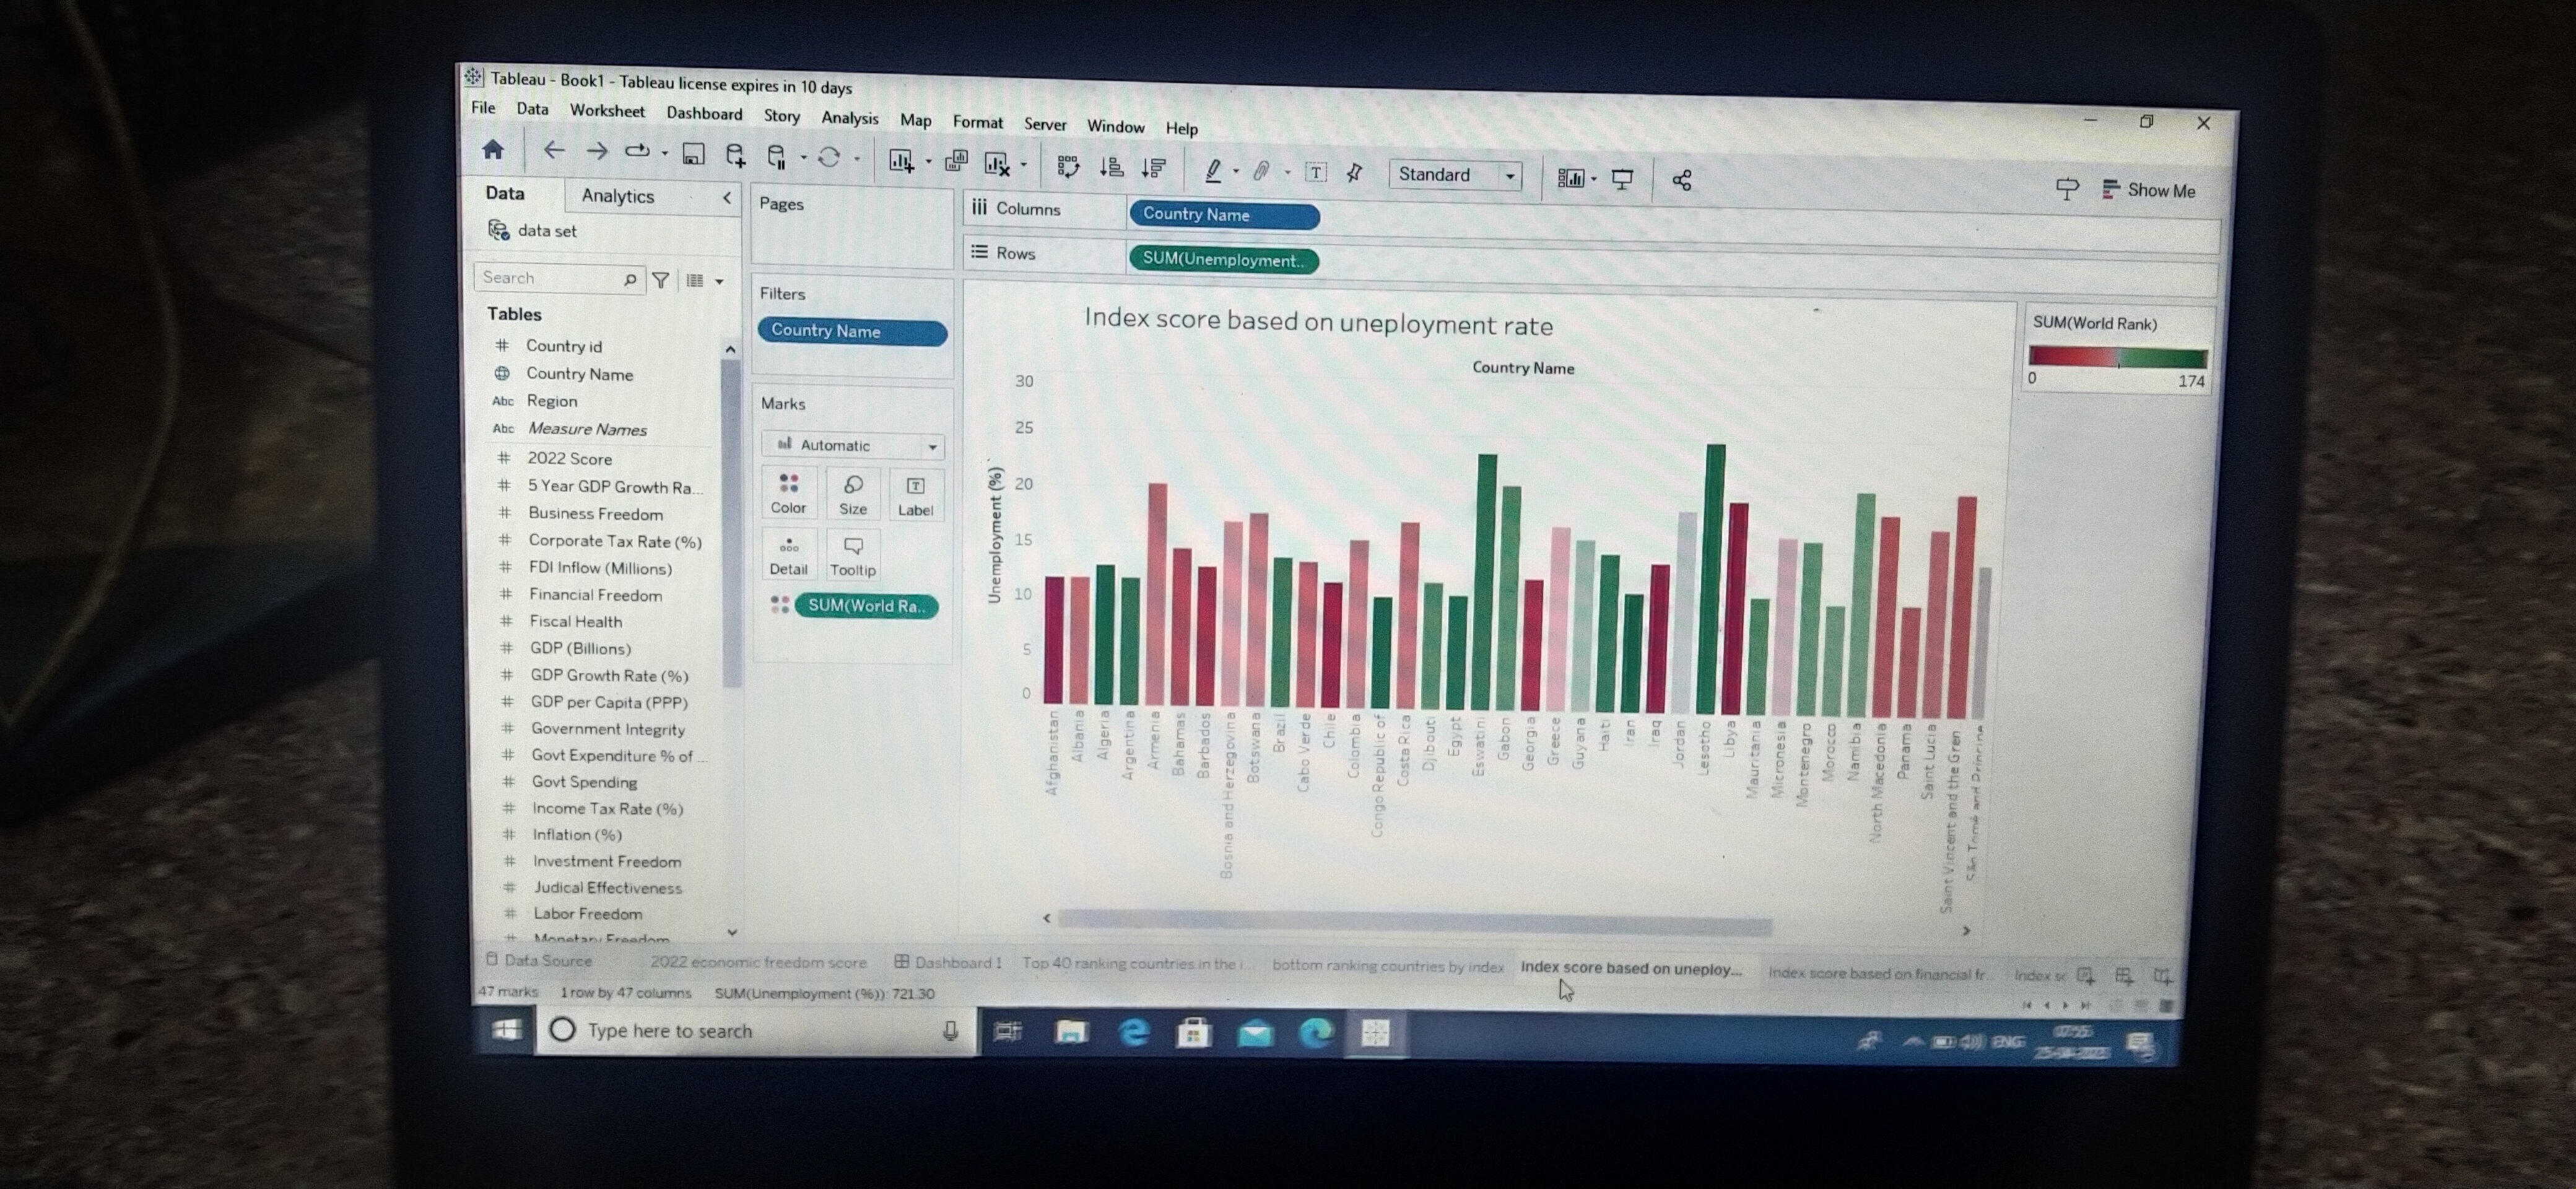 Tableau - Book1 - Tableau license expires in 10 days
File Data Worksheet Dashboard Story Analysis Map Format Server Window Help
Standard
Show Me
Data Analytics
data set
Search
Tables
Country id
Country Name
Abc Region
Abc Measure Names
2022 Score
5 Year GDP Growth Ra...
Business Freedom
Corporate Tax Rate (%)
FDI Inflow (Millions)
Financial Freedom
Fiscal Health
GDP (Billions)
GDP Growth Rate (%)
GDP per Capita (PPP)
Government Integrity
Govt Expenditure % of ...
Govt Spending
Income Tax Rate (%)
Inflation (%)
Investment Freedom
Judical Effectiveness
Labor Freedom
Monetary Freedom
Pages
Filters
Country Name
Marks
Automatic
Color Size Label
Detail Tooltip
SUM(World Ra..
Columns Country Name
Rows SUM(Unemployment..
Index score based on uneployment rate
Country Name
Unemployment (%)
30
25
20
15
10
5
0
Afghanistan
Albania
Algeria
Argentina
Armenia
Bahamas
Barbados
Bosnia and Herzegovina
Botswana
Brazil
Cabo Verde
Chile
Colombia
Congo Republic of
Costa Rica
Djibouti
Egypt
Eswatini
Gabon
Georgia
Greece
Guyana
Haiti
Iran
Iraq
Jordan
Lesotho
Libya
Mauritania
Micronesia
Montenegro
Morocco
Namibia
North Macedonia
Panama
Saint Lucia
Saint Vincent and the Gren..
São Tomé and Príncipe
SUM(World Rank)
0 174
Data Source 2022 economic freedom score Dashboard 1 Top 40 ranking countries in the i... bottom ranking countries by index Index score based on uneploy... Index score based on financial fr... Index sc
47 marks 1 row by 47 columns SUM(Unemployment (%)): 721.30
Type here to search
ENG